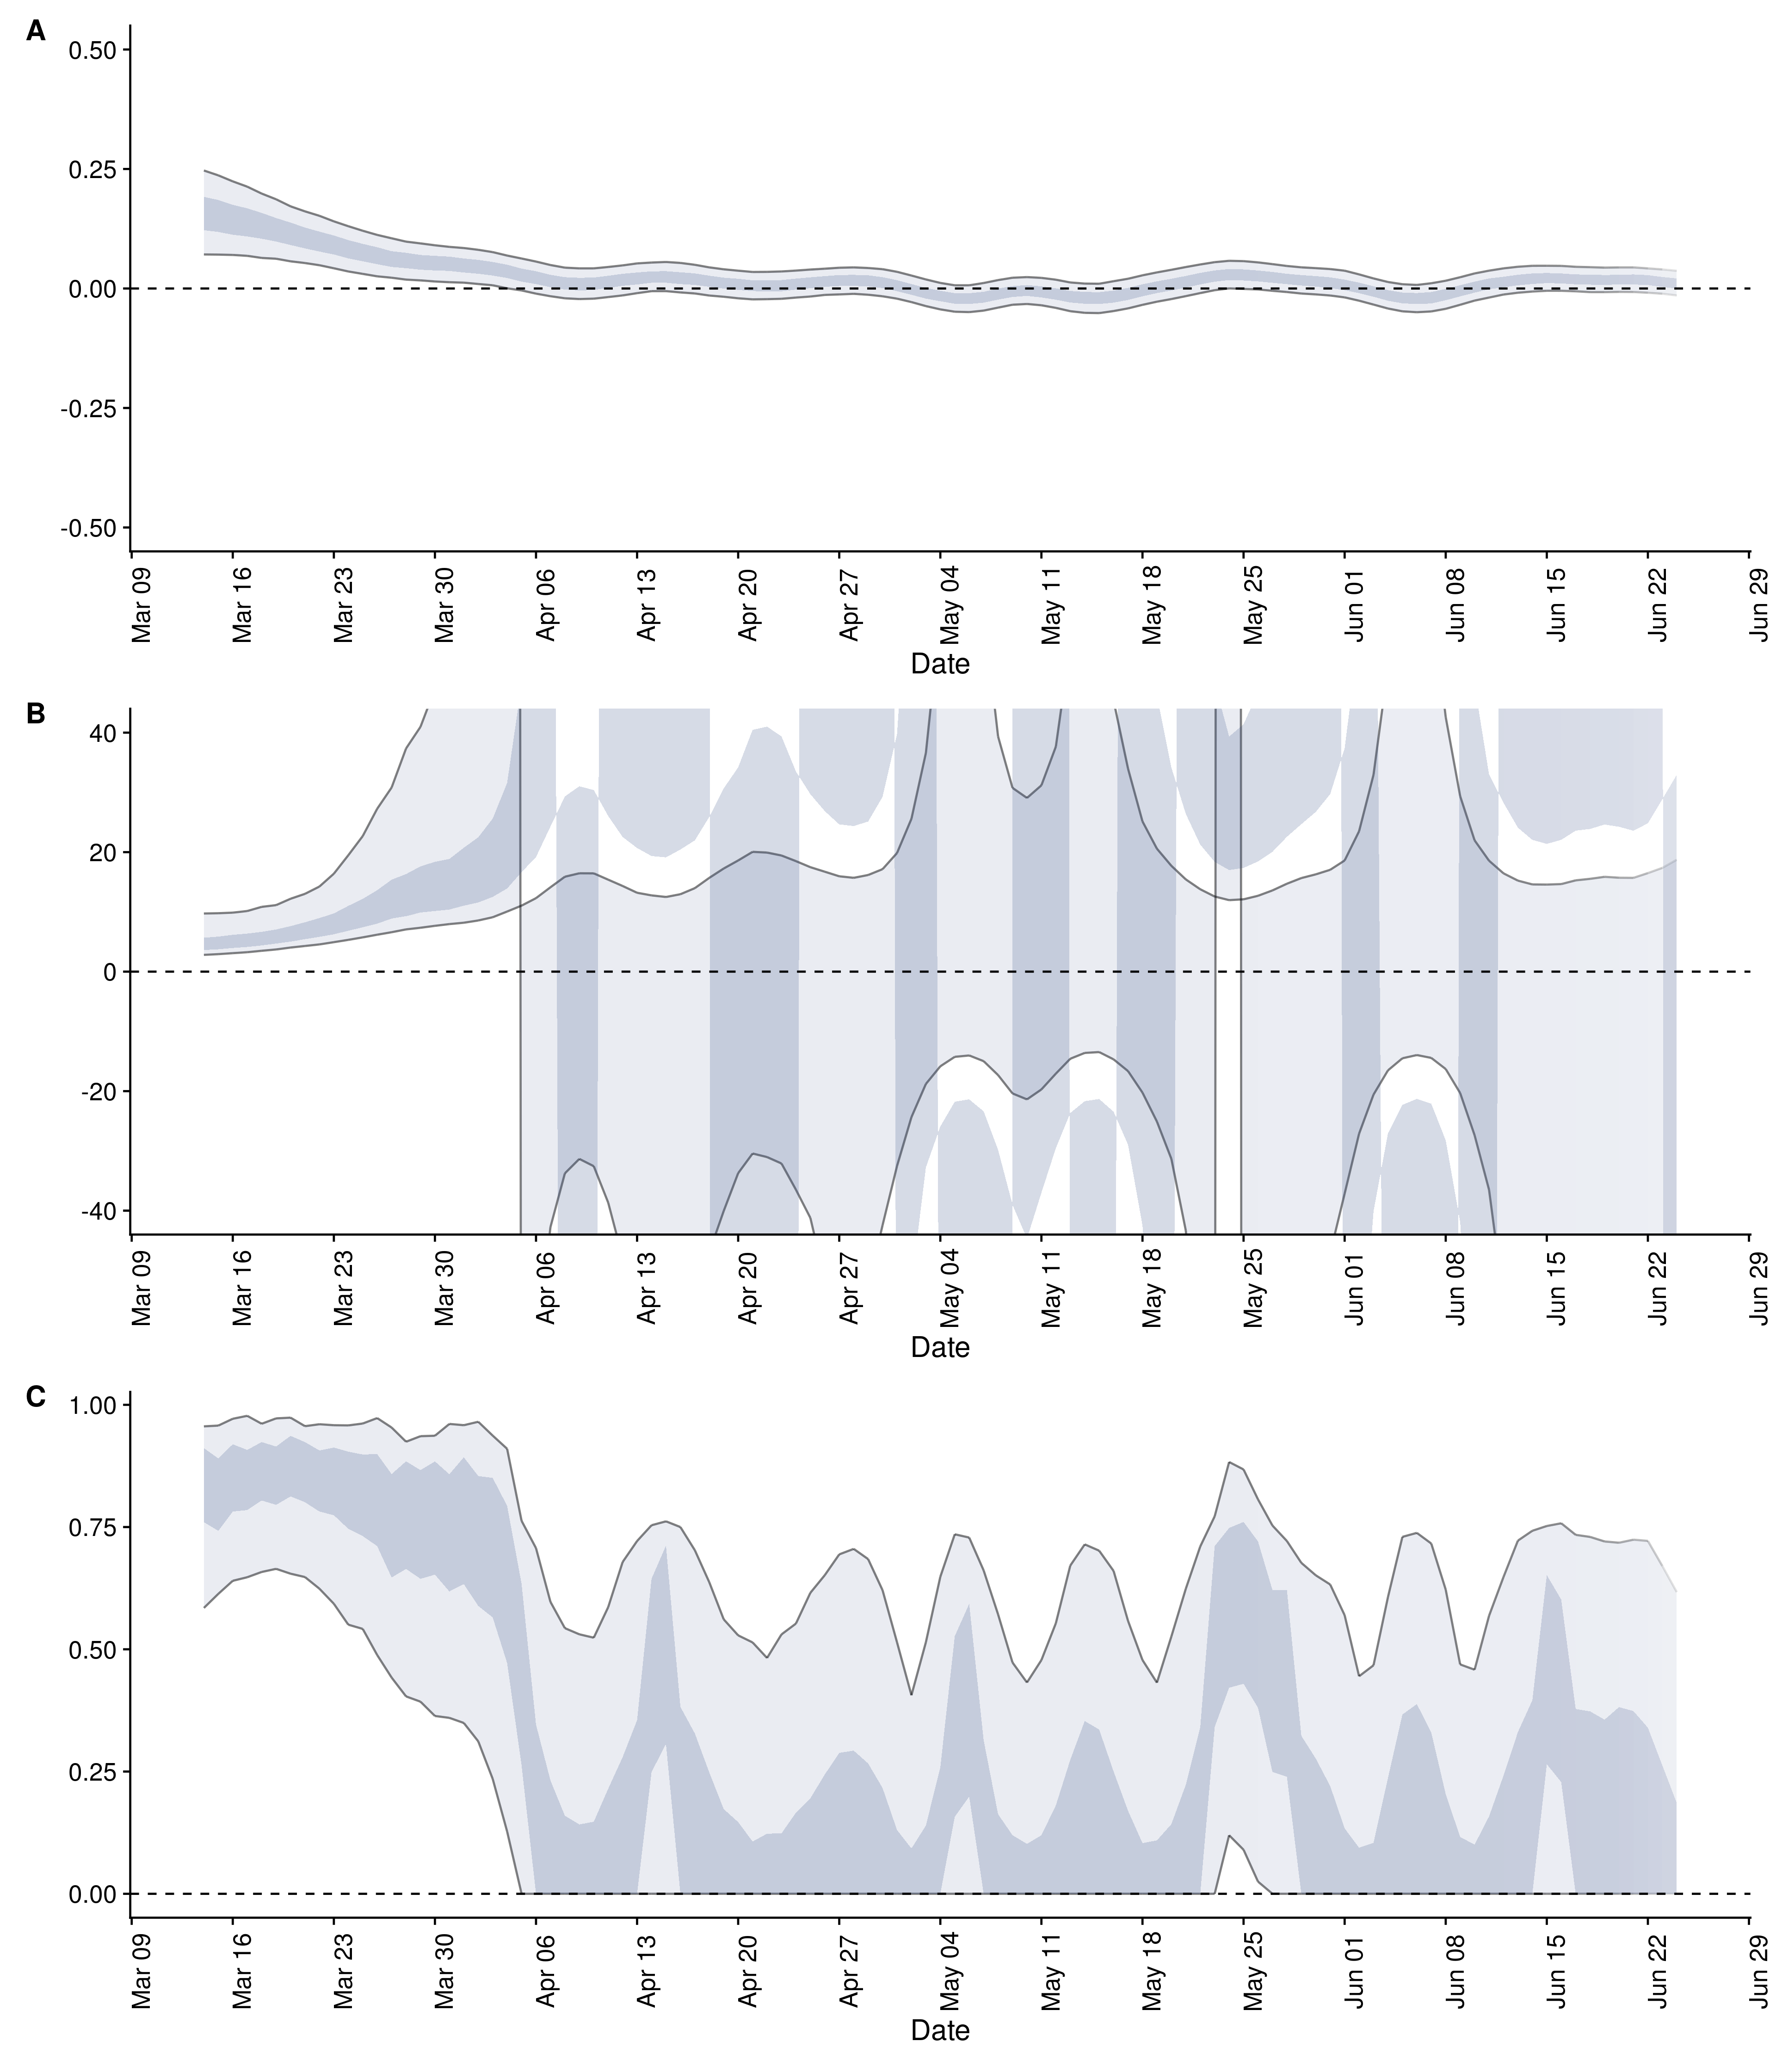 A
0.50
0.25
0.00
-0.25
-0.50
Mar 09
Mar 16
Mar 23
Mar 30
Apr 06
Apr 13
Apr 20
Apr 27
May 04
May 11
May 18
May 25
Jun 01
Jun 08
Jun 15
Jun 22
Jun 29
Date
B
40
20
0
-20
-40
Mar 09
Mar 16
Mar 23
Mar 30
Apr 06
Apr 13
Apr 20
Apr 27
May 04
May 11
May 18
May 25
Jun 01
Jun 08
Jun 15
Jun 22
Jun 29
Date
C
1.00
0.75
0.50
0.25
0.00
Mar 09
Mar 16
Mar 23
Mar 30
Apr 06
Apr 13
Apr 20
Apr 27
May 04
May 11
May 18
May 25
Jun 01
Jun 08
Jun 15
Jun 22
Jun 29
Date